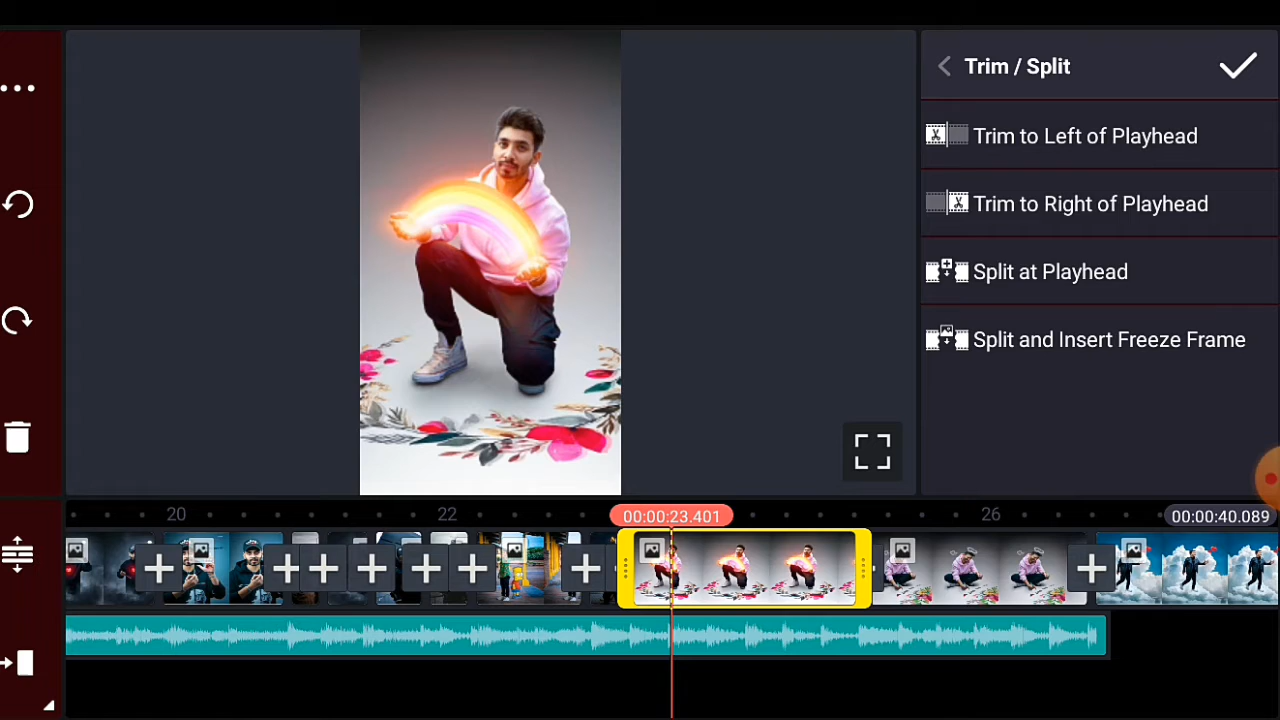 Trim / Split
Trim to Left of Playhead
Trim to Right of Playhead
Split at Playhead
Split and Insert Freeze Frame
20
22
00:00:23.401
26
00:00:40.089